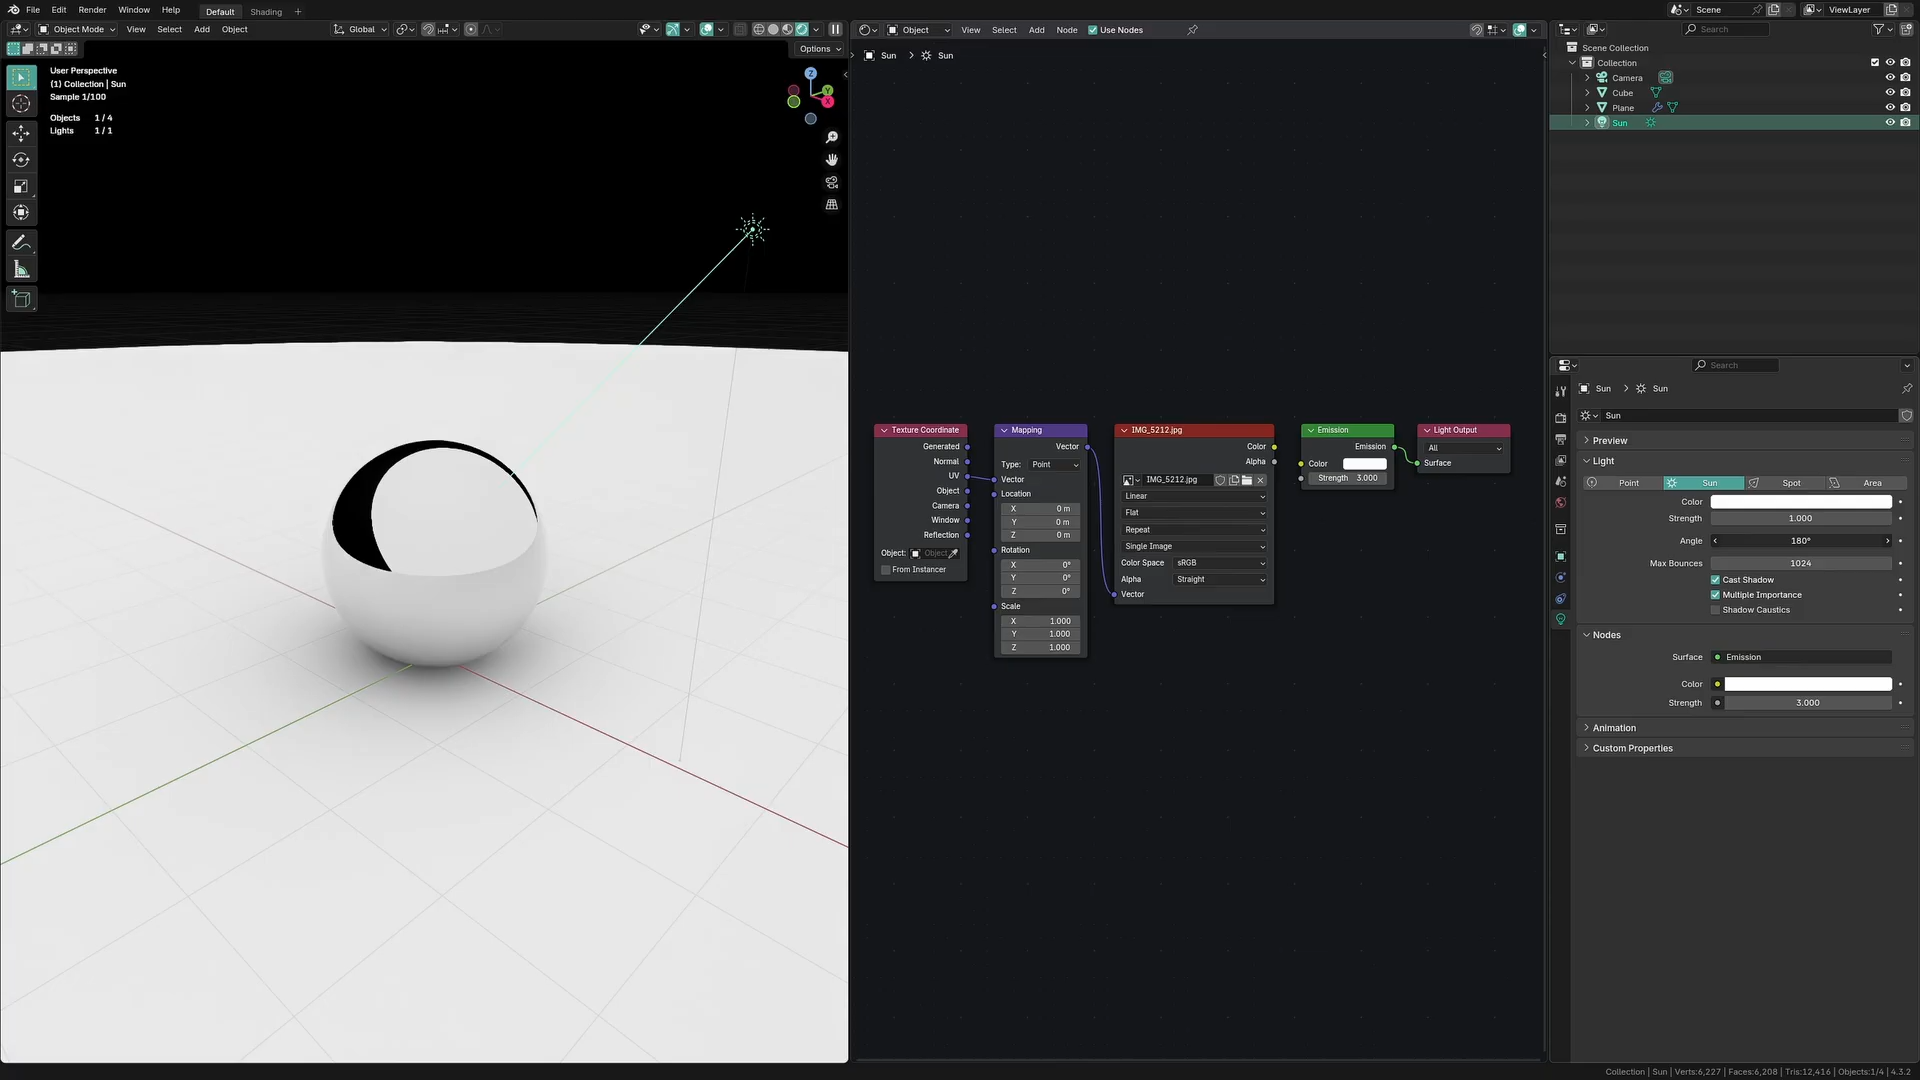 File Edit Render Window Help Default Shading + Scene ViewLayer
Object Mode View Select Add Object Global
Object View Select Add Node Use Nodes
Search
Options
Sun > Sun
User Perspective
(1) Collection | Sun
Sample 1/100
Objects 1 / 4
Lights 1 / 1
Z
Y
X
Scene Collection
Collection
Camera
Cube
Plane
Sun
Texture Coordinate
Generated
Normal
UV
Object
Camera
Window
Reflection
Object: Object
From Instancer
Mapping
Vector
Type: Point
Vector
Location
X 0 m
Y 0 m
Z 0 m
Rotation
X 0°
Y 0°
Z 0°
Scale
X 1.000
Y 1.000
Z 1.000
IMG_5212.jpg
Color
Alpha
IMG_5212.jpg
Linear
Flat
Repeat
Single Image
Color Space sRGB
Alpha Straight
Vector
Emission
Emission
Color
Strength 3.000
Light Output
All
Surface
Search
Sun > Sun
Sun
Preview
Light
Point Sun Spot Area
Color
Strength 1.000
Angle 180°
Max Bounces 1024
Cast Shadow
Multiple Importance
Shadow Caustics
Nodes
Surface Emission
Color
Strength 3.000
Animation
Custom Properties
Collection | Sun | Verts:6,227 | Faces:6,208 | Tris:12,416 | Objects:1/4 | 4.3.2